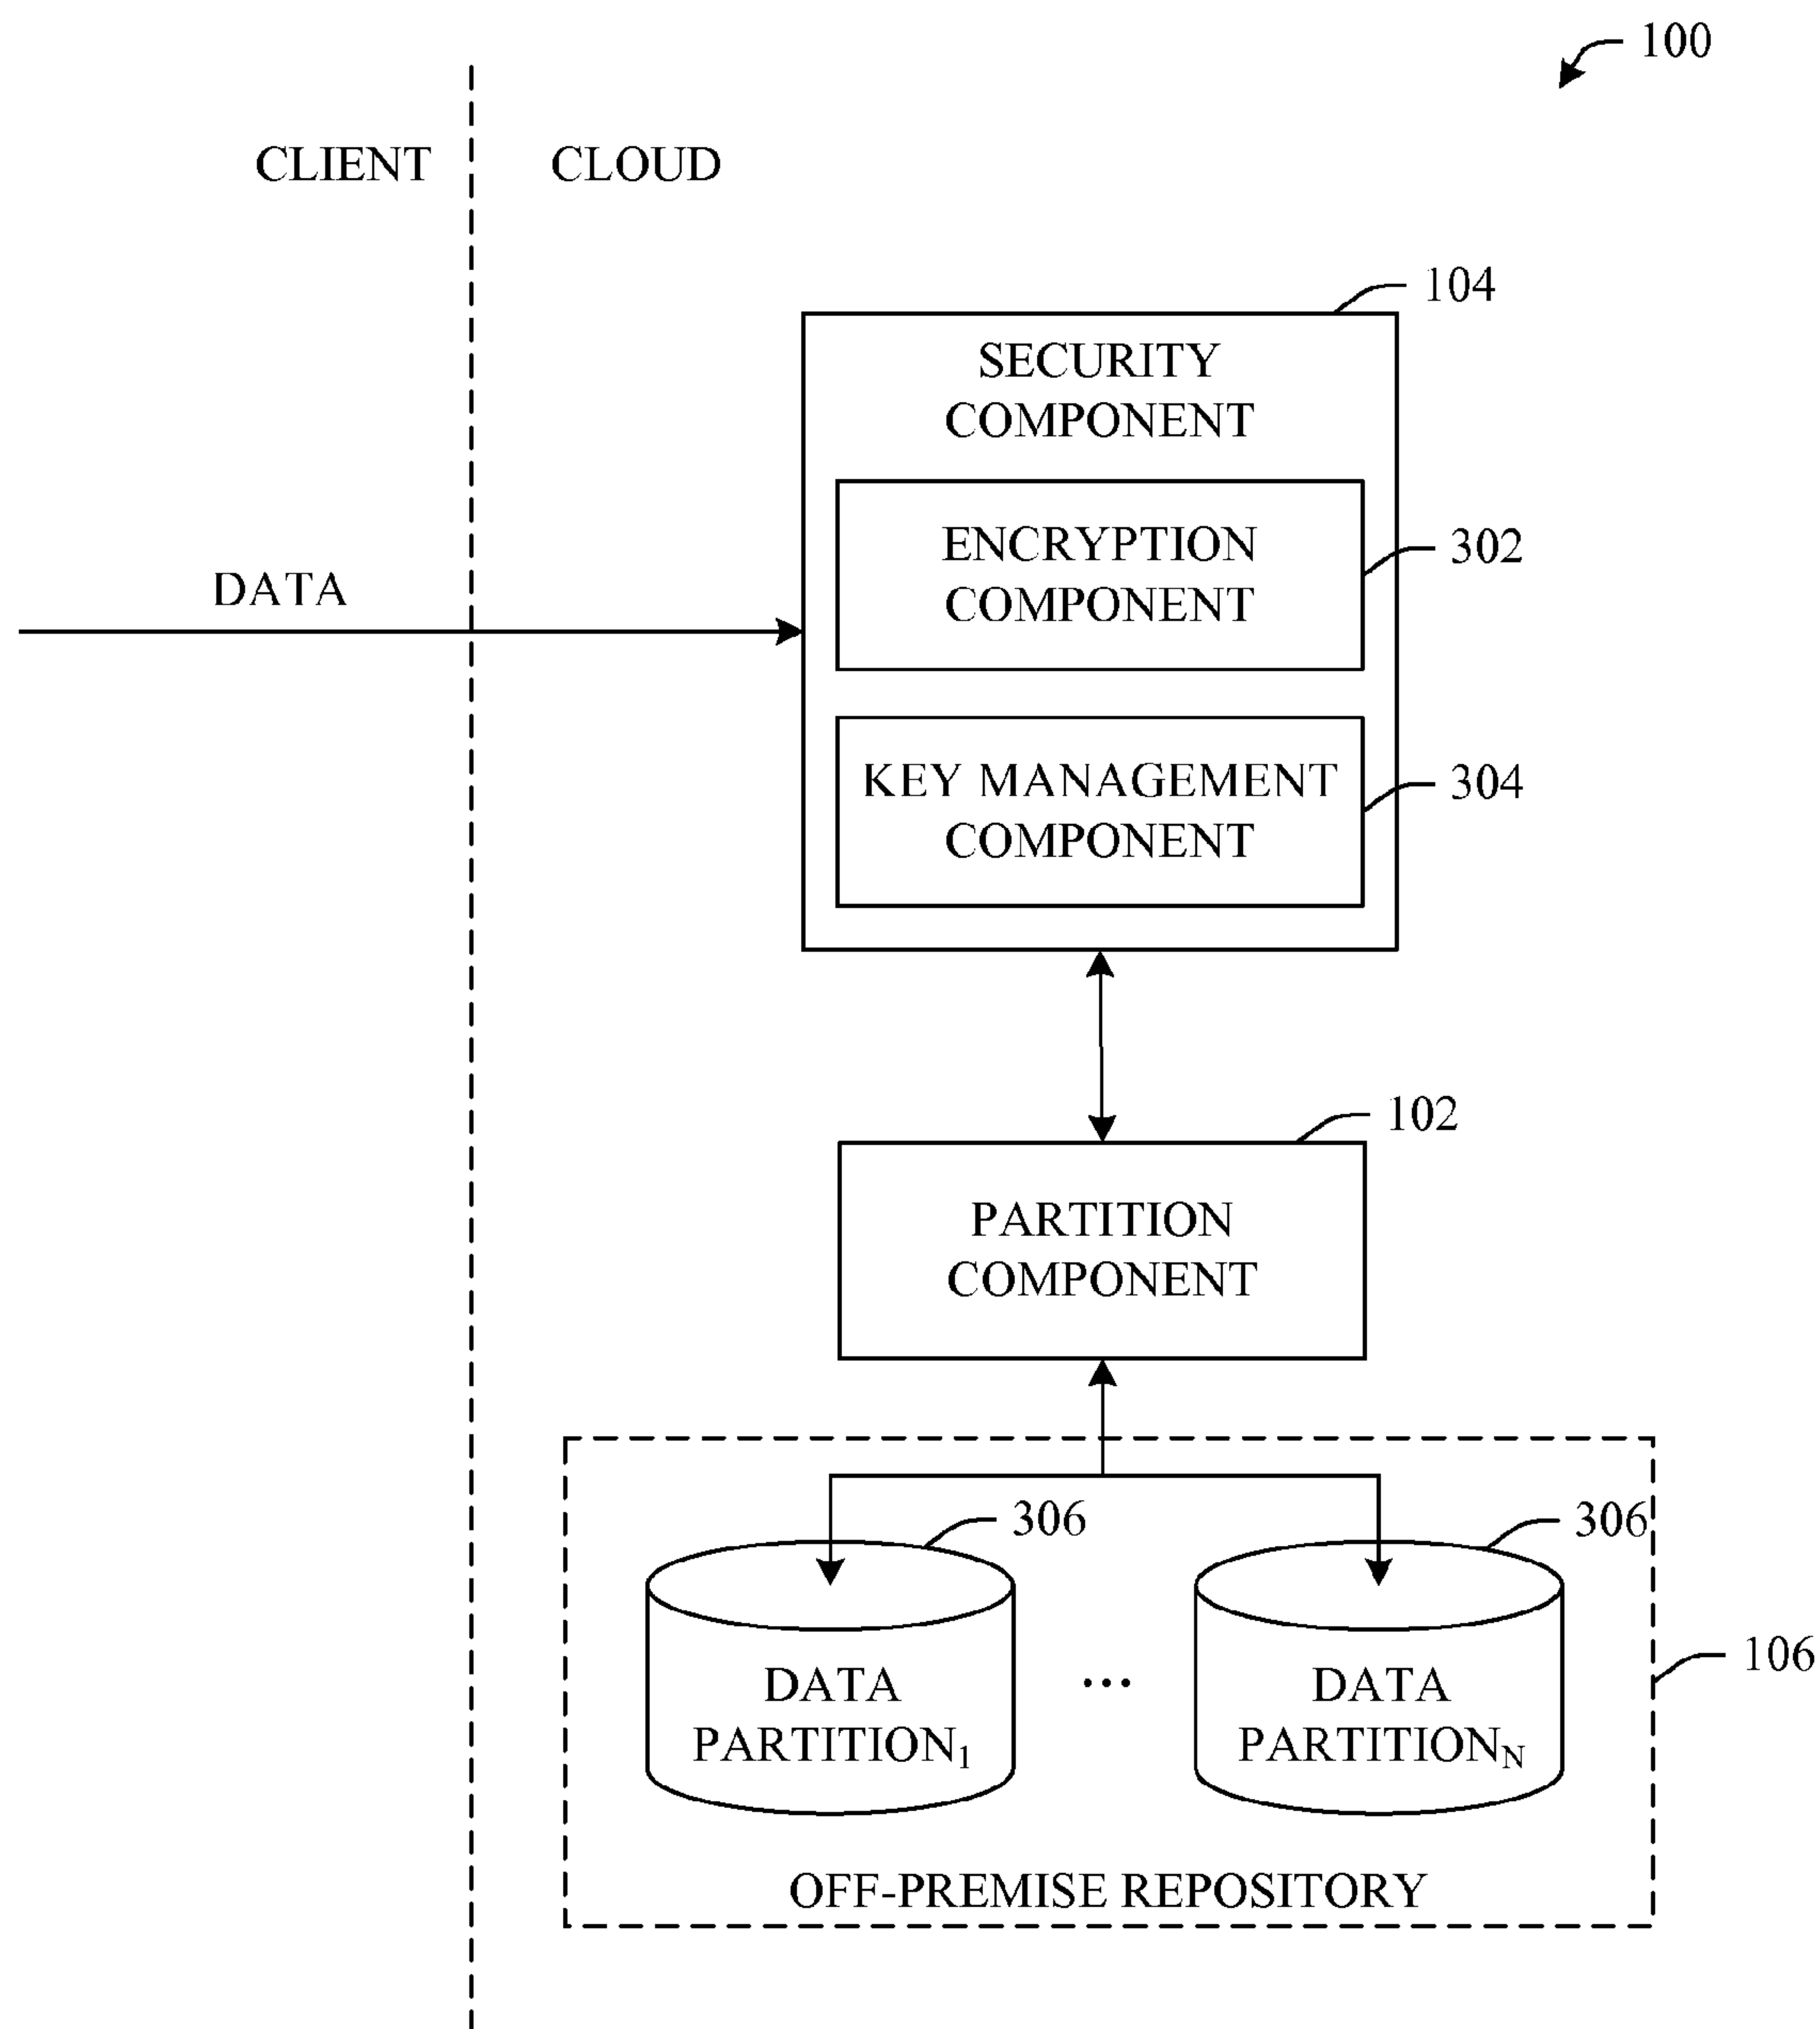 100
CLIENT
CLOUD
104
SECURITY
COMPONENT
ENCRYPTION
COMPONENT
302
DATA
KEY MANAGEMENT
COMPONENT
304
102
PARTITION
COMPONENT
306
306
DATA
PARTITION₁
...
DATA
PARTITION_N
106
OFF-PREMISE REPOSITORY